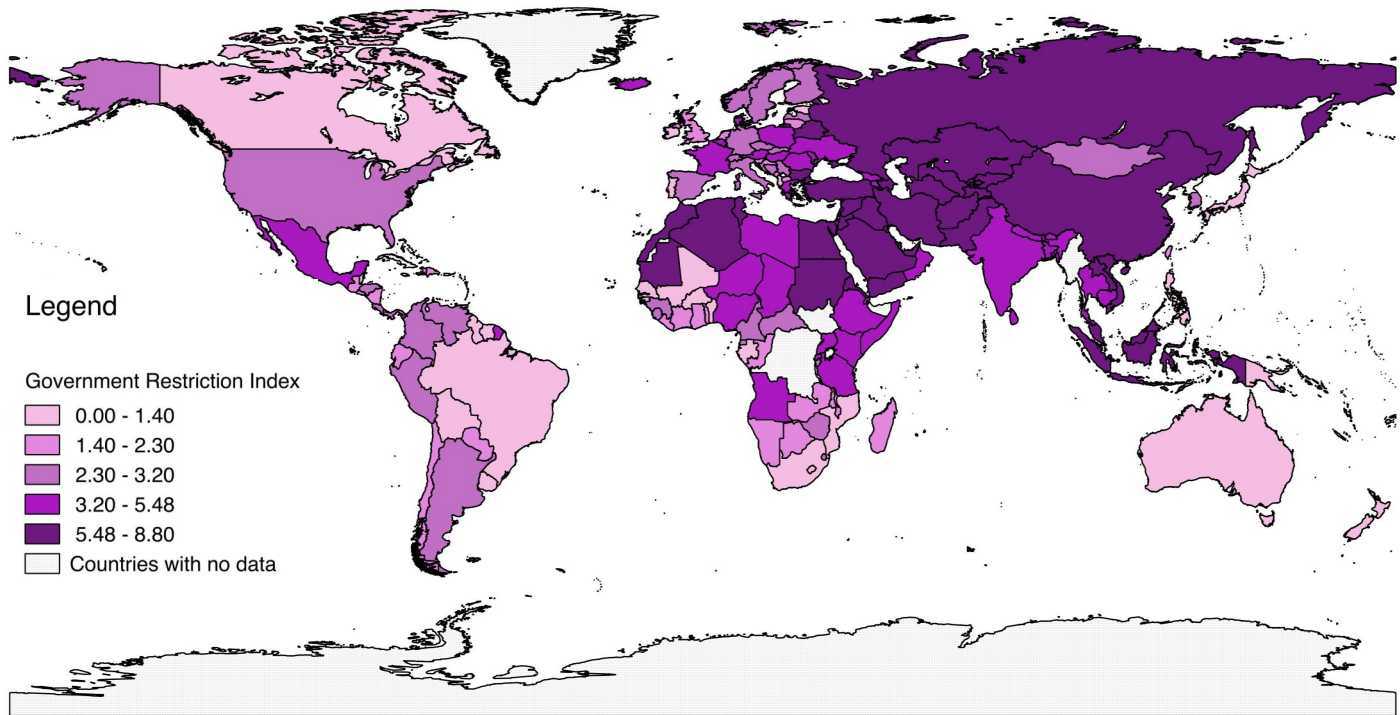 Legend
Government Restriction Index
0.00 - 1.40
1.40 - 2.30
2.30 - 3.20
3.20 - 5.48
5.48 - 8.80
Countries with no data